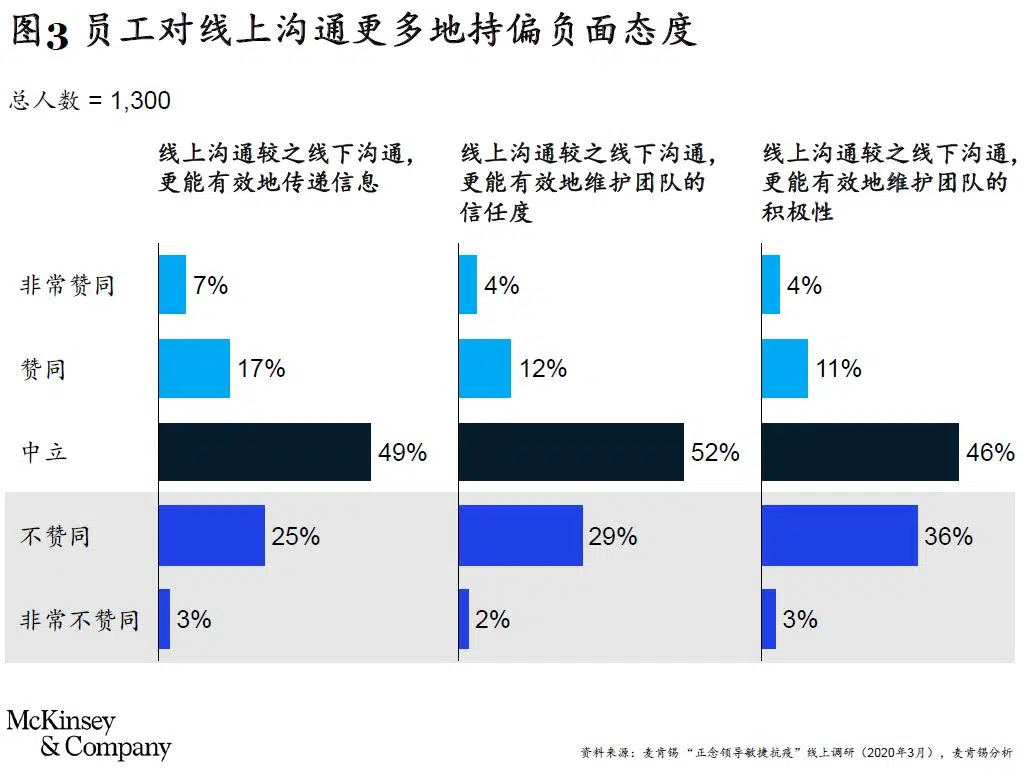 图3 员工对线上沟通更多地持偏负面态度
总人数 = 1,300
线上沟通较之线下沟通，
更能有效地传递信息
线上沟通较之线下沟通，
更能有效地维护团队的
信任度
线上沟通较之线下沟通，
更能有效地维护团队的
积极性
非常赞同 7% 4% 4%
赞同 17% 12% 11%
中立 49% 52% 46%
不赞同 25% 29% 36%
非常不赞同 3% 2% 3%
McKinsey
& Company
资料来源：麦肯锡“正念领导敏捷抗疫”线上调研（2020年3月），麦肯锡分析